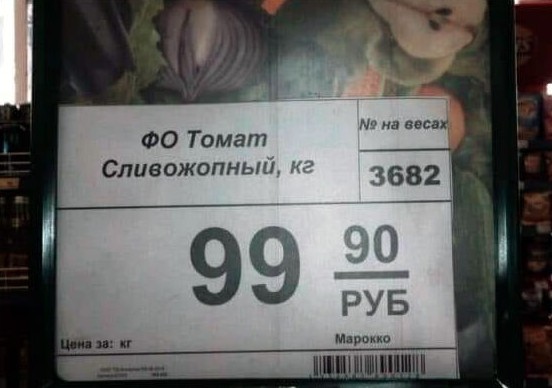 ФО Томат
Сливожопный, кг
№ на весах
3682
99 90
РУБ
Цена за: кг
Марокко